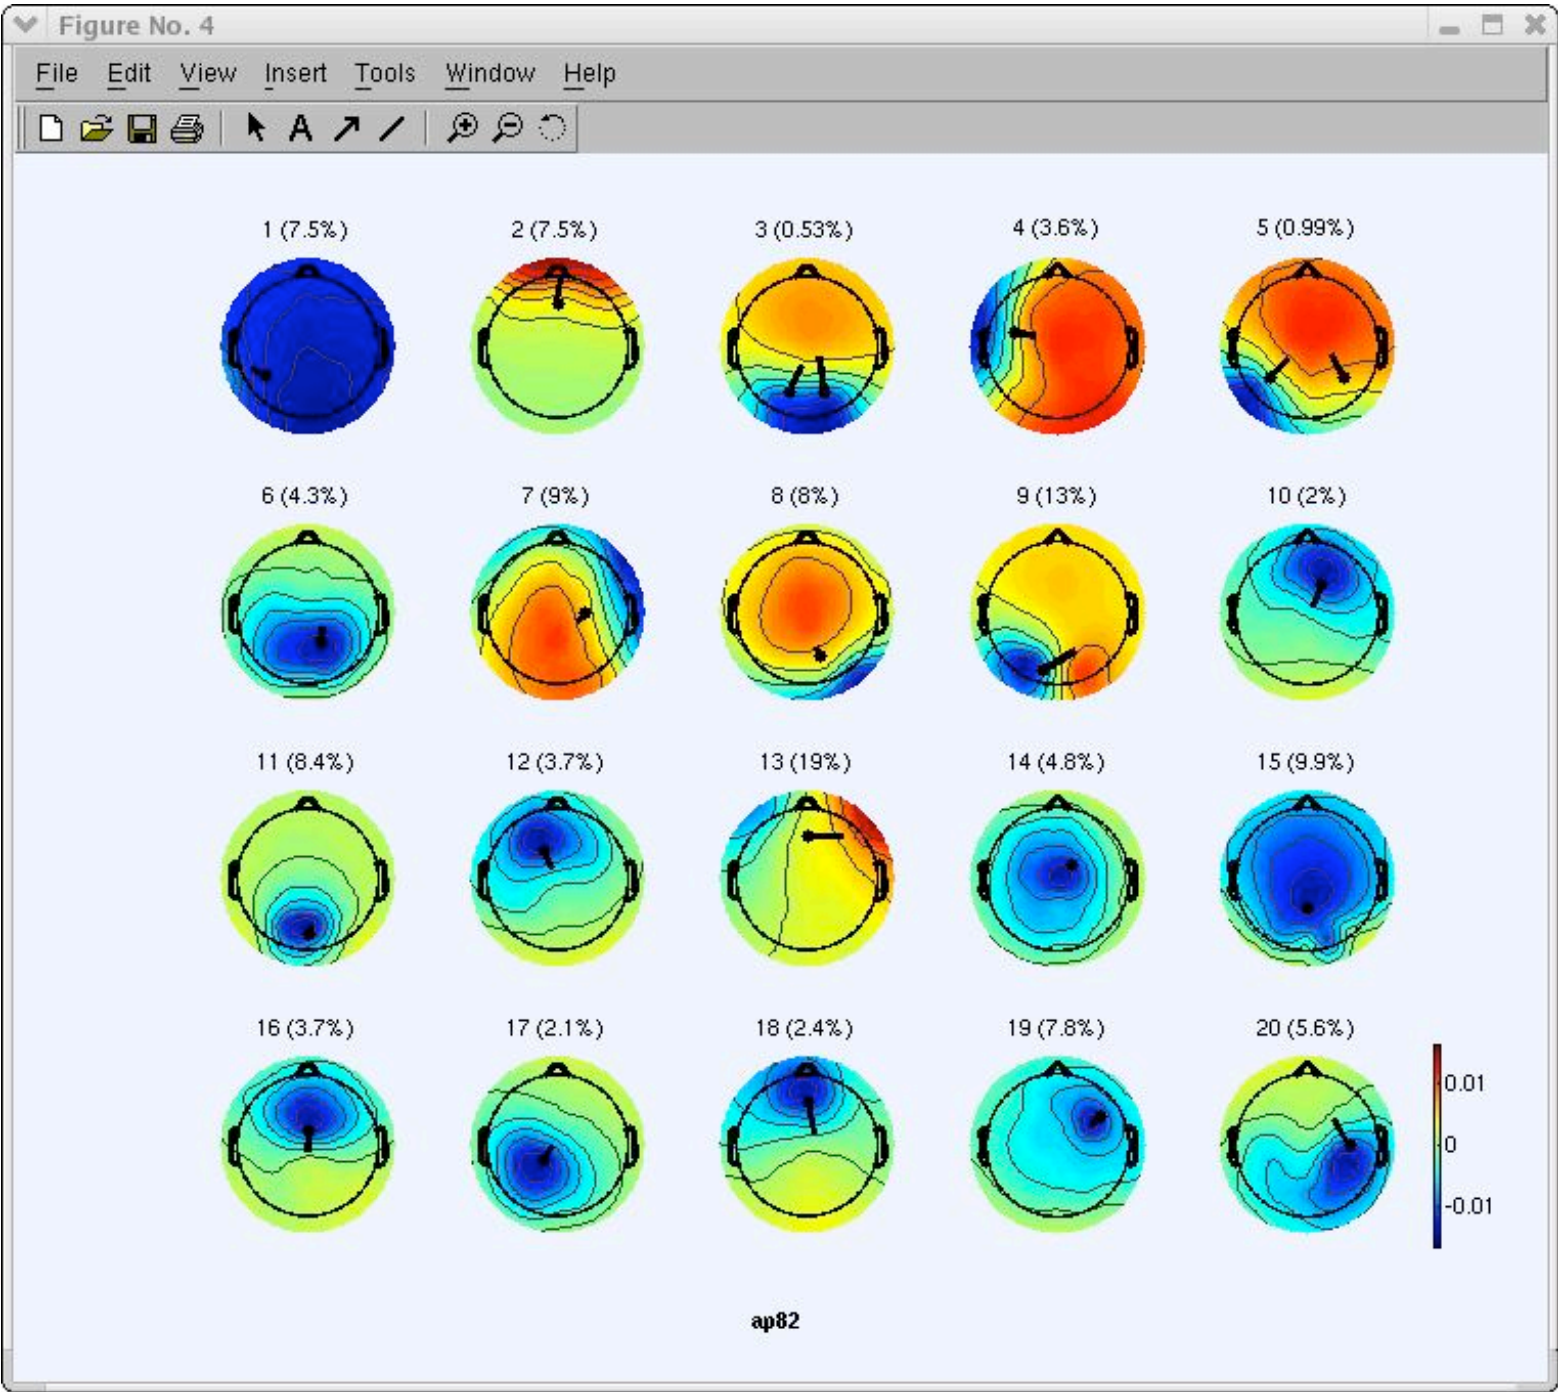 Figure No. 4
File Edit View Insert Tools Window Help
A
1 (7.5%) 2 (7.5%) 3 (0.53%) 4 (3.6%) 5 (0.99%)
6 (4.3%) 7 (9%) 8 (8%) 9 (13%) 10 (2%)
11 (8.4%) 12 (3.7%) 13 (19%) 14 (4.8%) 15 (9.9%)
16 (3.7%) 17 (2.1%) 18 (2.4%) 19 (7.8%) 20 (5.6%)
0.01
0
-0.01
ap82